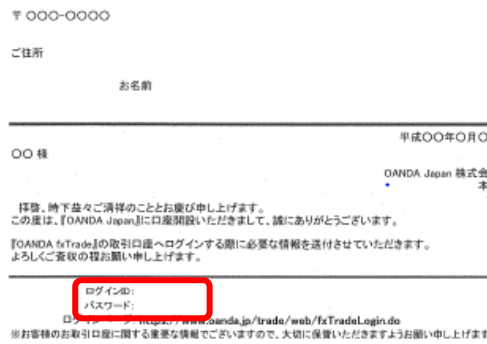 〒 〇〇〇-〇〇〇〇
ご住所
お名前
平成〇〇年〇月〇
〇〇 様
OANDA Japan 株式会
本
拝啓、時下益々ご清祥のこととお慶び申し上げます。
この度は、『OANDA Japan』に口座開設いただきまして、誠にありがとうございます。
『OANDA fxTrade』の取引口座へログインする際に必要な情報を送付させていただきます。
よろしくご査収の程お願い申し上げます。
ログインID:
パスワード:
.oanda.jp/trade/web/fxTradeLogin.do
※お客様のお取引口座に関する重要な情報でございますので、大切に保管いただきますようお願い申し上げます